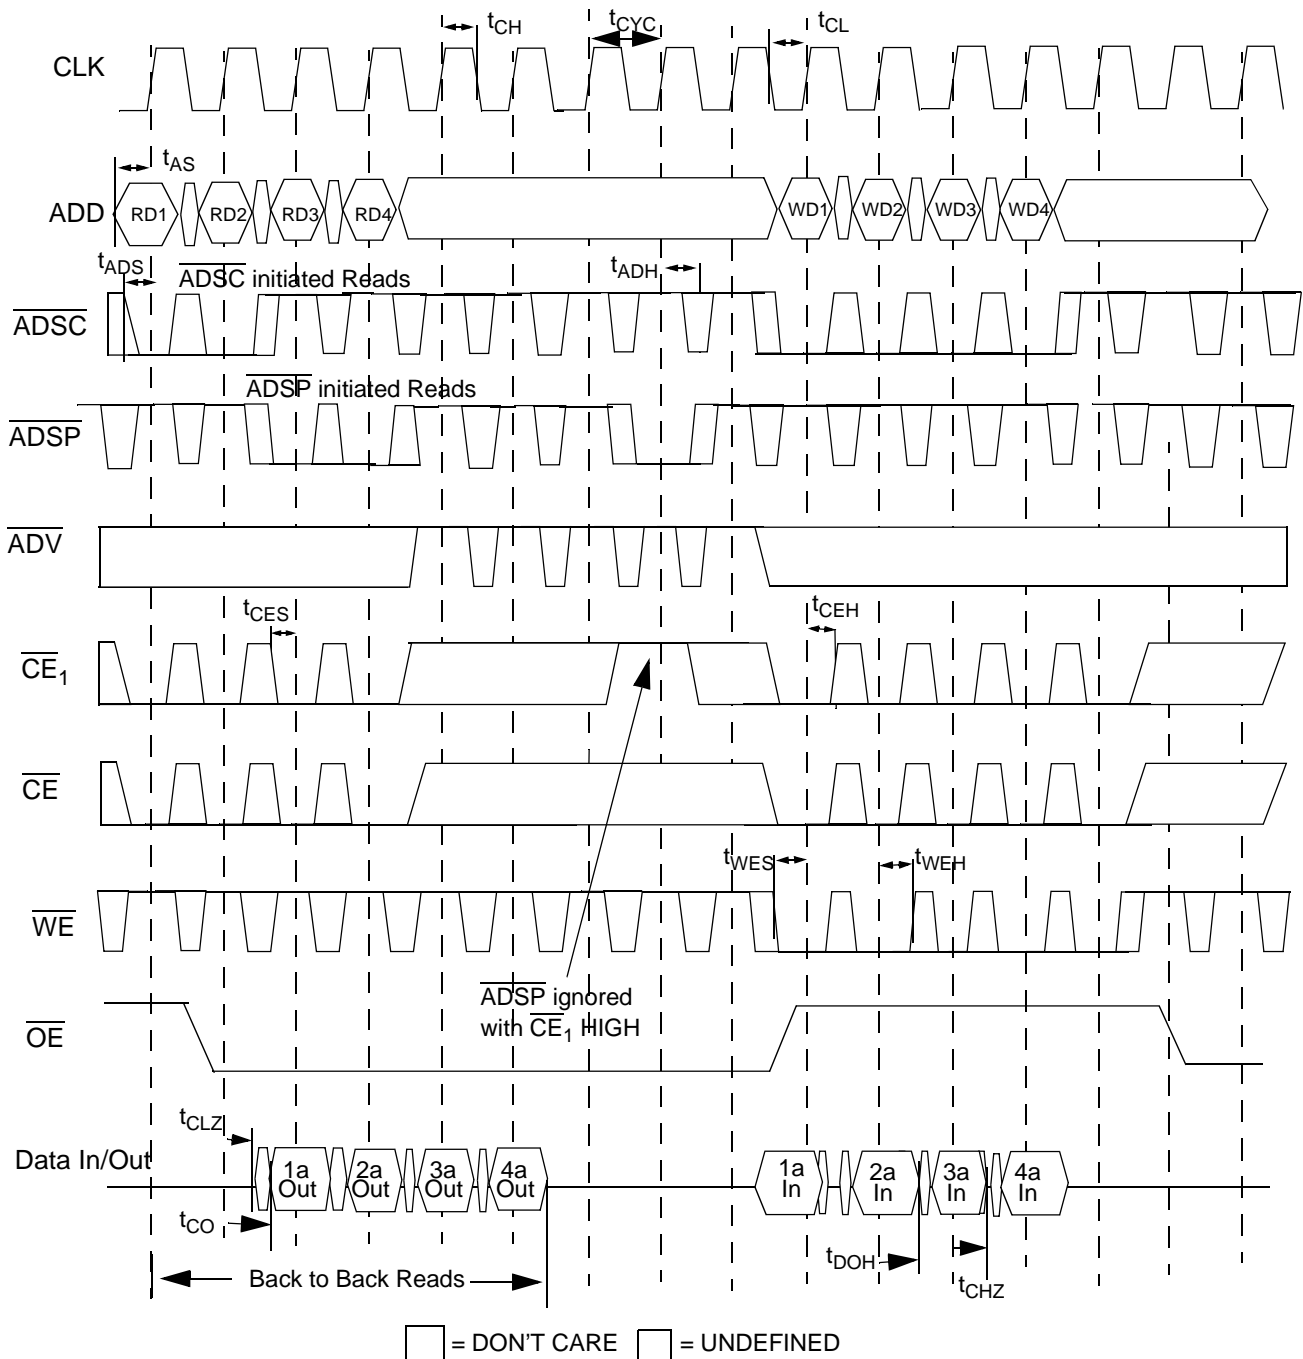 tCH
tCYC
tCL
CLK
tAS
ADD
RD1
RD2
RD3
RD4
WD1
WD2
WD3
WD4
tADS
ADSC initiated Reads
tADH
ADSC
ADSP initiated Reads
ADSP
ADV
tCES
tCEH
CE1
CE
tWES
tWEH
WE
ADSP ignored
with CE1 HIGH
OE
tCLZ
Data In/Out
1a
Out
2a
Out
3a
Out
4a
Out
1a
In
2a
In
3a
In
4a
In
tCO
tDOH
tCHZ
Back to Back Reads
= DON'T CARE
= UNDEFINED